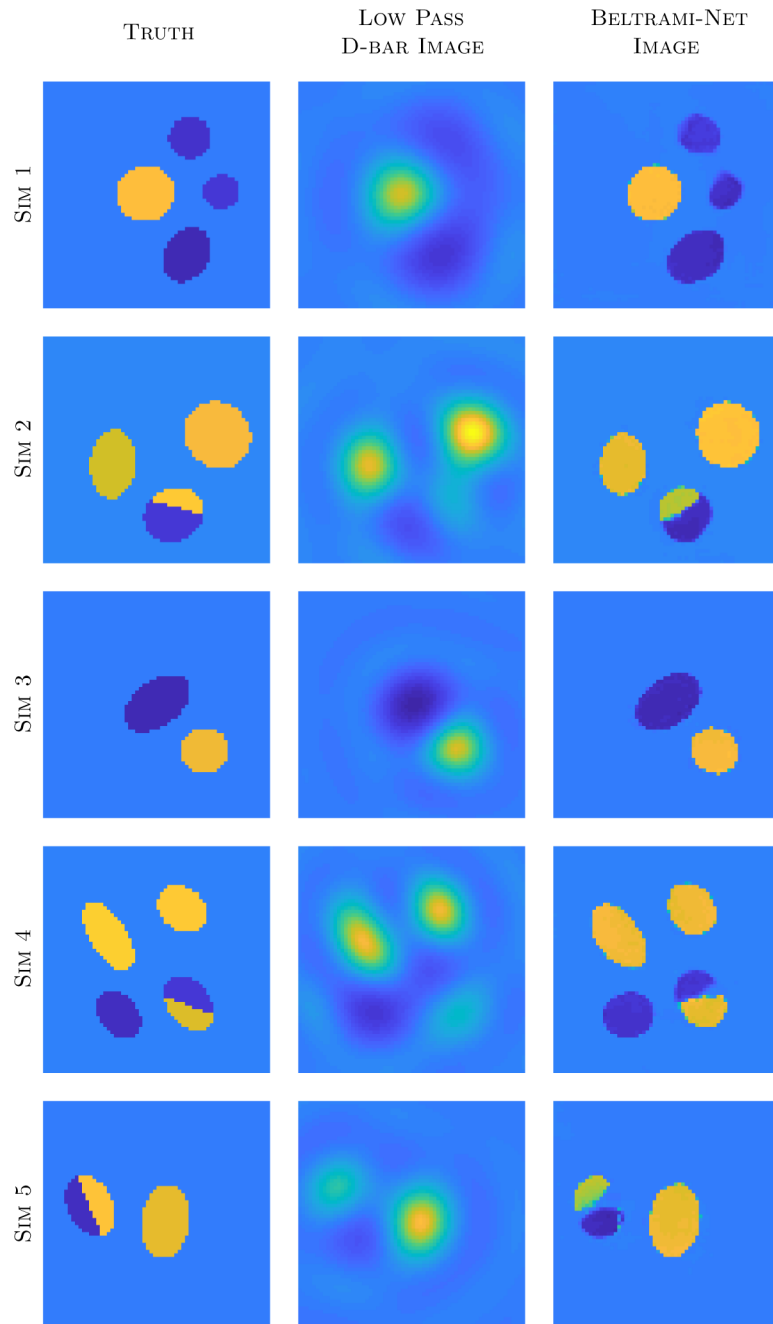 TRUTH
LOW PASS
D-BAR IMAGE
BELTRAMI-NET
IMAGE
SIM 1
SIM 2
SIM 3
SIM 4
SIM 5